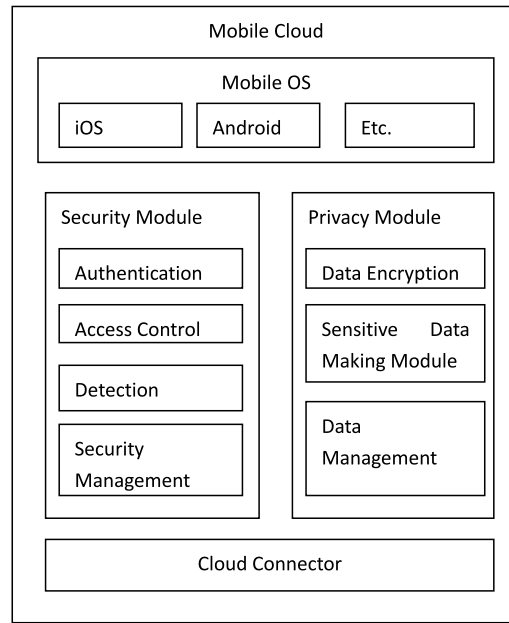 Mobile Cloud
Mobile OS
iOS
Android
Etc.
Security Module
Authentication
Access Control
Detection
Security
Management
Privacy Module
Data Encryption
Sensitive Data
Making Module
Data
Management
Cloud Connector